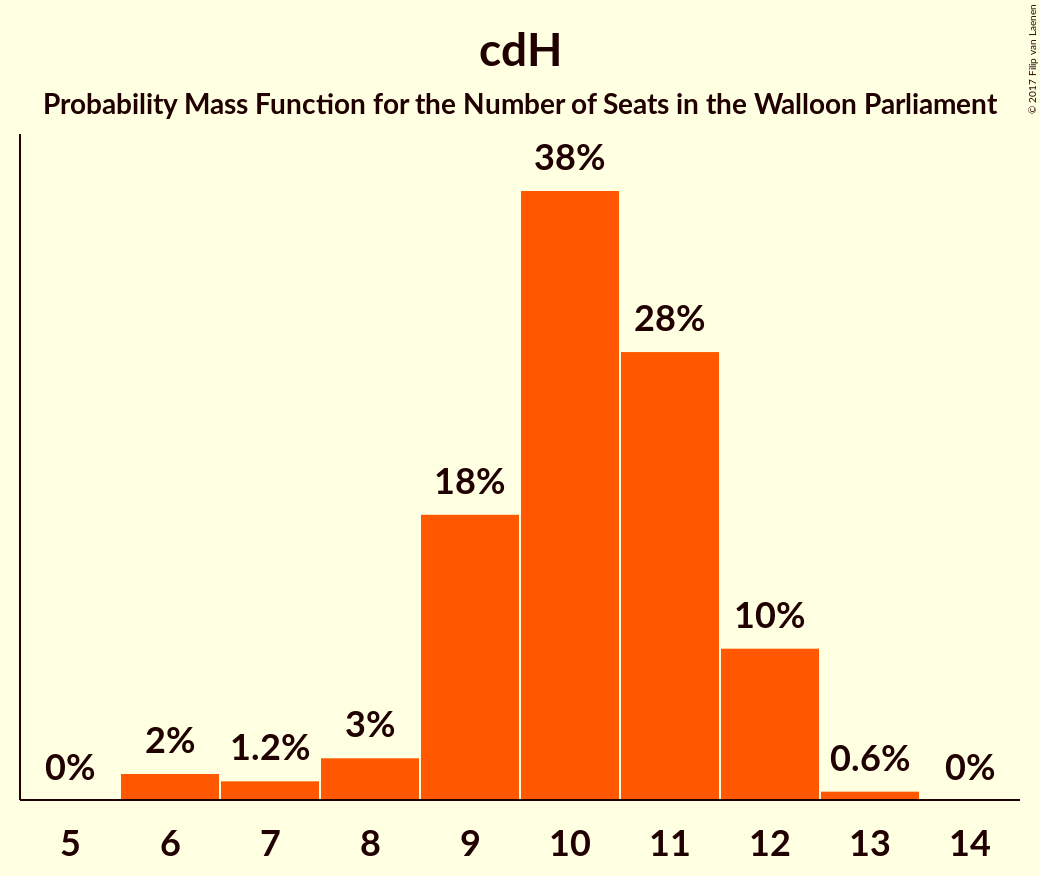 cdH
Probability Mass Function for the Number of Seats in the Walloon Parliament
© 2017 Filip van Laenen
38%
28%
18%
10%
3%
2%
1.2%
0.6%
0%
0%
5 6 7 8 9 10 11 12 13 14